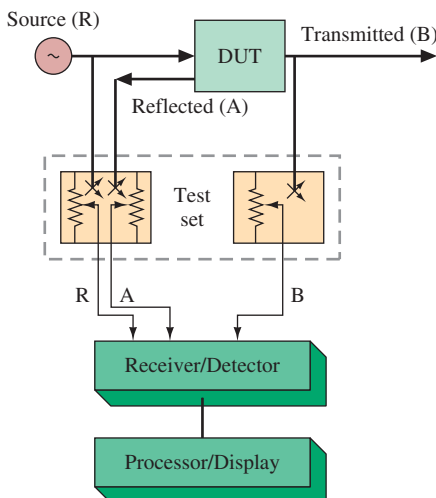 Source (R)
Transmitted (B)
~
DUT
Reflected (A)
Test
set
R
A
B
Receiver/Detector
Processor/Display